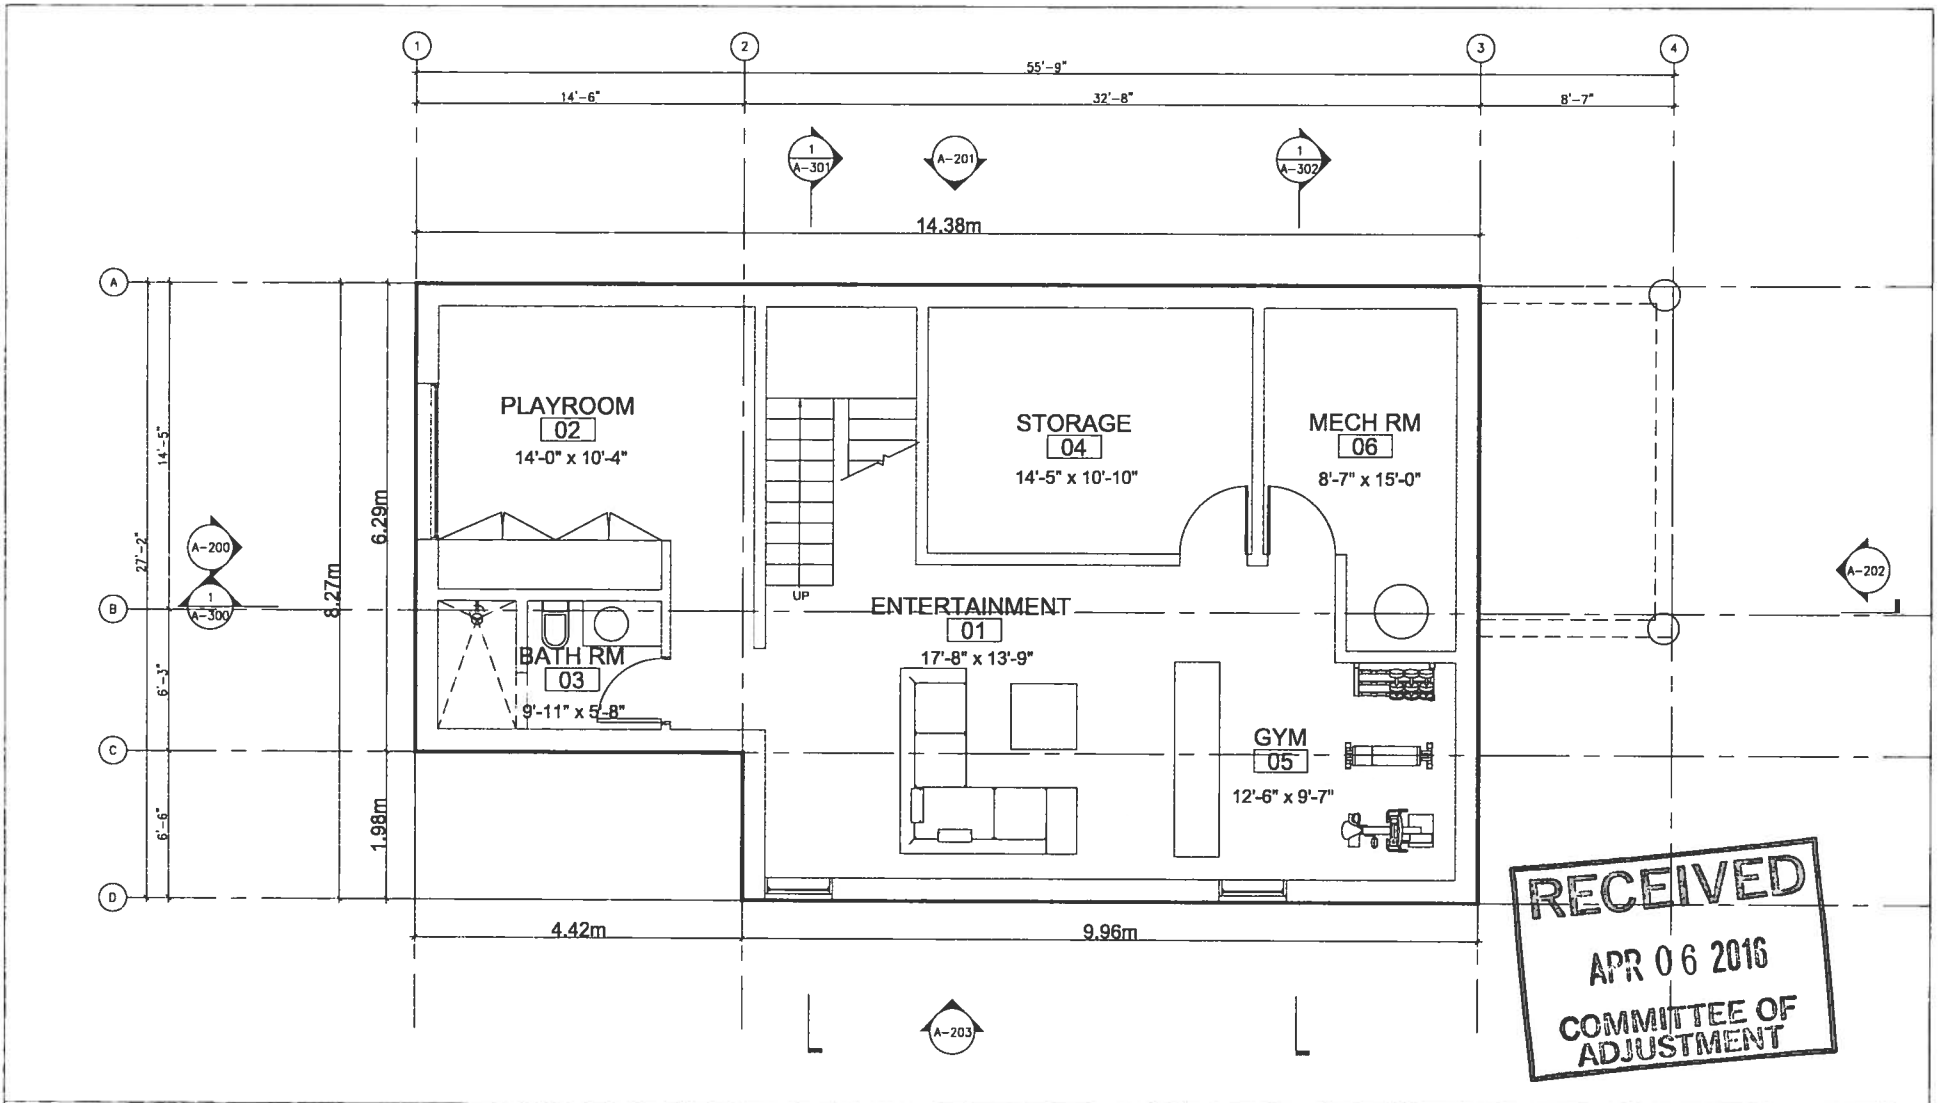 1
2
3
4
55'-9"
14'-6"
32'-8"
8'-7"
1
A-301
A-201
1
A-302
14.38m
A
B
C
D
27'-2"
14'-5"
6'-3"
6'-6"
8.27m
6.29m
1.98m
A-200
1
A-300
A-202
PLAYROOM
02
14'-0" x 10'-4"
STORAGE
04
14'-5" x 10'-10"
MECH RM
06
8'-7" x 15'-0"
UP
ENTERTAINMENT
01
17'-8" x 13'-9"
BATH RM
03
9'-11" x 5'-8"
GYM
05
12'-6" x 9'-7"
4.42m
9.96m
A-203
RECEIVED
APR 06 2016
COMMITTEE OF
ADJUSTMENT